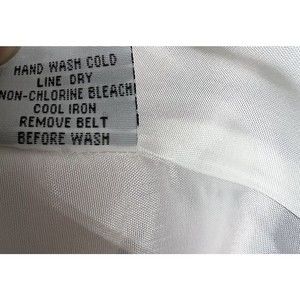 HAND WASH COLD
LINE DRY
NON-CHLORINE BLEACH
COOL IRON
REMOVE BELT
BEFORE WASH